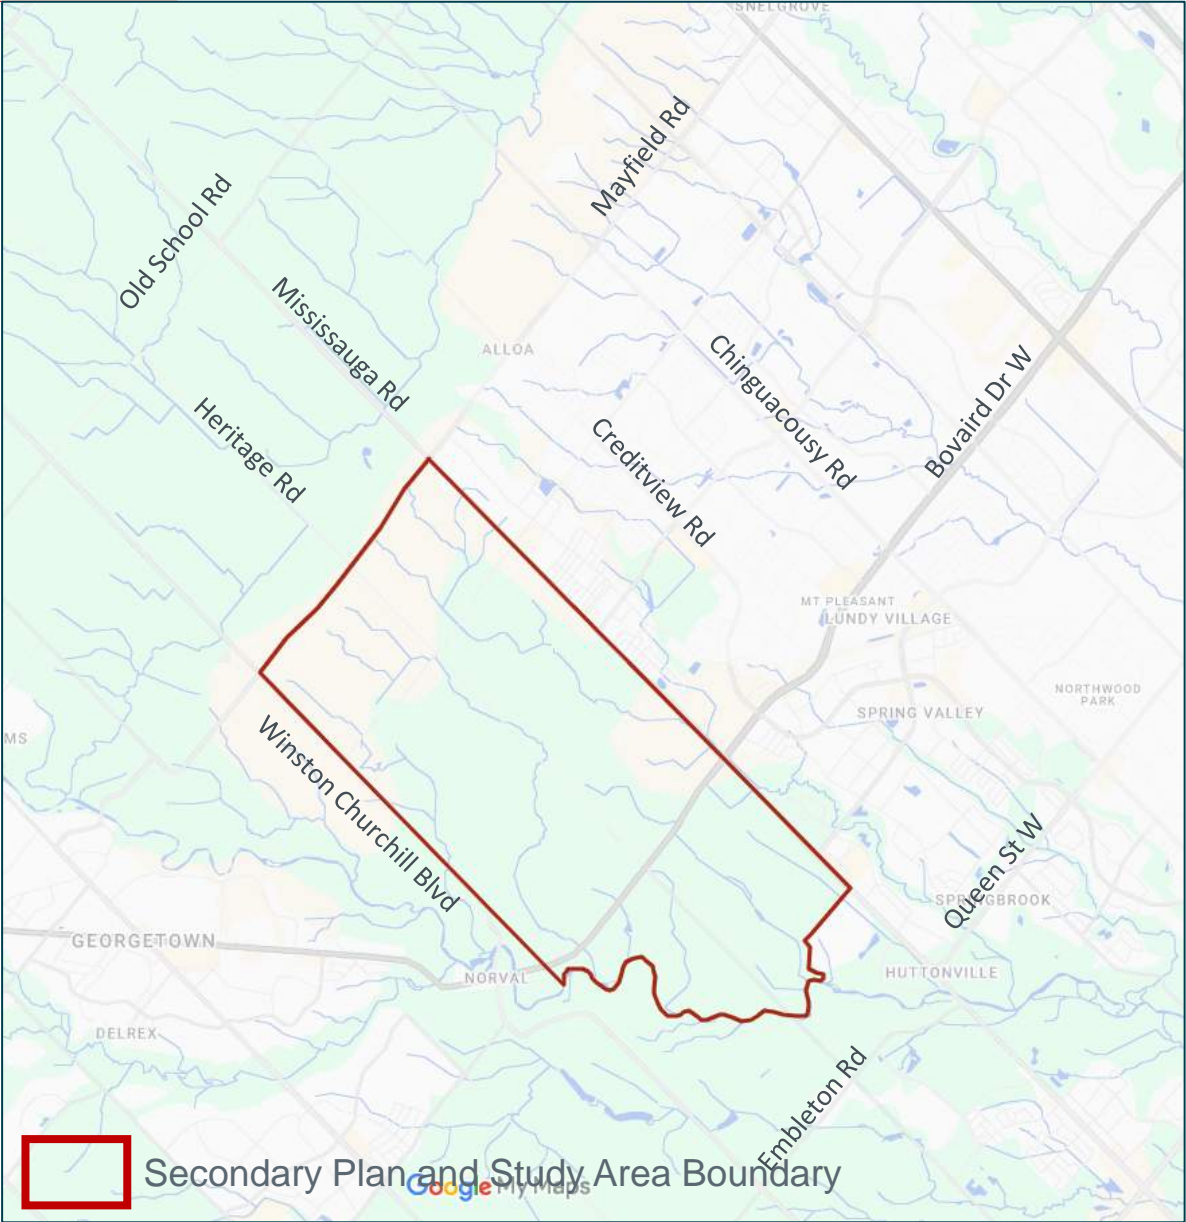 SNELGROVE
Mayfield Rd
Old School Rd
Mississauga Rd
ALLOA
Chinguacousy Rd
Bovaird Dr W
Heritage Rd
Creditview Rd
MT PLEASANT
LUNDY VILLAGE
NORTHWOOD
PARK
SPRING VALLEY
MS
Winston Churchill Blvd
Queen St W
SPRINGBROOK
GEORGETOWN
NORVAL
HUTTONVILLE
DELREX
Embleton Rd
Secondary Plan and Study Area Boundary
Google My Maps